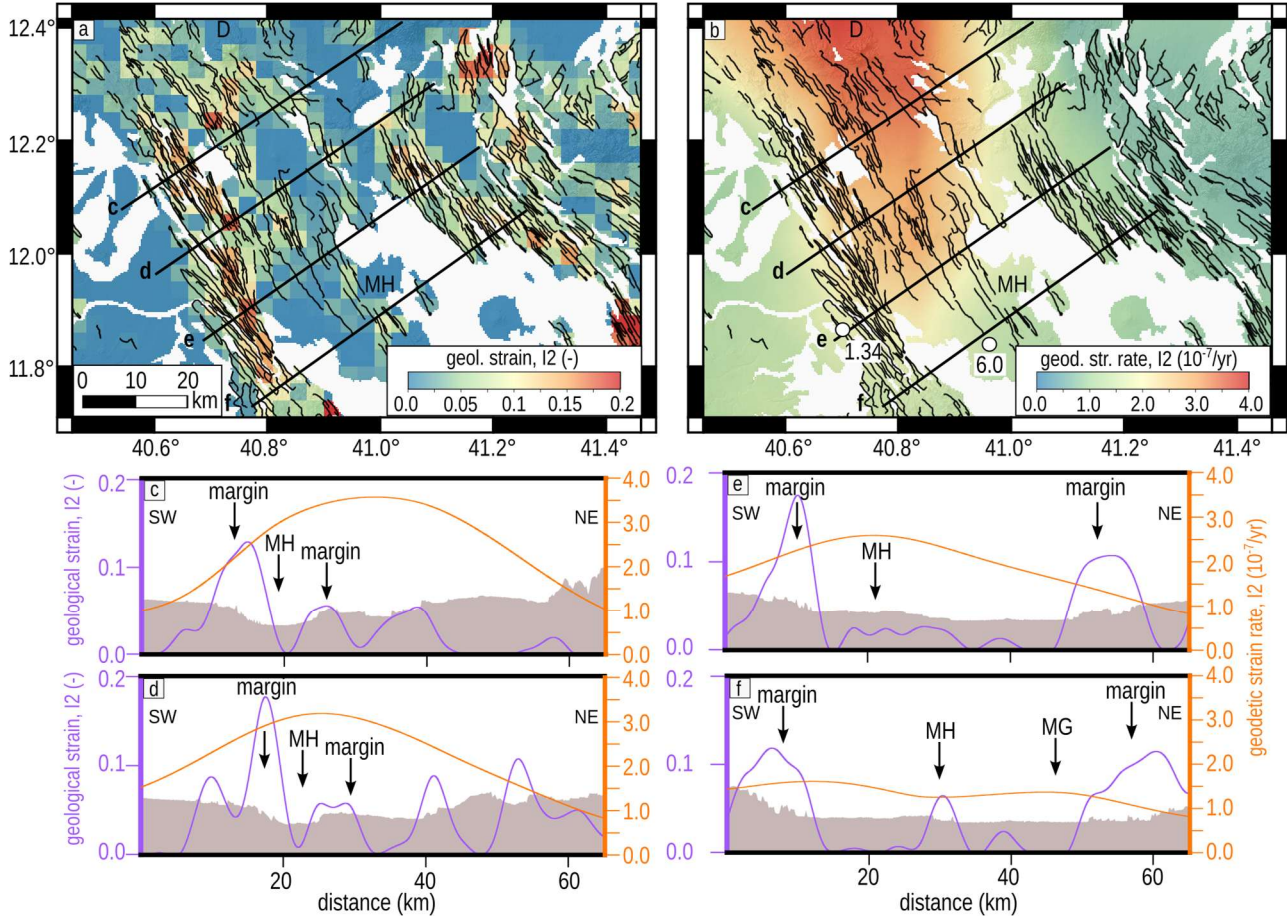 a
D
c
d
e
f
MH
12.4°
12.2°
12.0°
11.8°
0 10 20
km
geol. strain, I2 (-)
0.0 0.05 0.1 0.15 0.2
40.6° 40.8° 41.0° 41.2° 41.4°
b
D
c
d
e
f
MH
1.34
6.0
geod. str. rate, I2 (10⁻⁷/yr)
0.0 1.0 2.0 3.0 4.0
40.6° 40.8° 41.0° 41.2° 41.4°
geological strain, I2 (-)
0.2
0.1
0.0
c
SW
margin
MH
margin
NE
4.0
3.0
2.0
1.0
0.0
20 40 60
geological strain, I2 (-)
0.2
0.1
0.0
d
SW
margin
MH
margin
NE
4.0
3.0
2.0
1.0
0.0
20 40 60
distance (km)
0.2
0.1
0.0
e
SW
margin
MH
margin
NE
4.0
3.0
2.0
1.0
0.0
20 40 60
0.2
0.1
0.0
f
SW
margin
MH
MG
margin
NE
4.0
3.0
2.0
1.0
0.0
20 40 60
distance (km)
geodetic strain rate, I2 (10⁻⁷/yr)